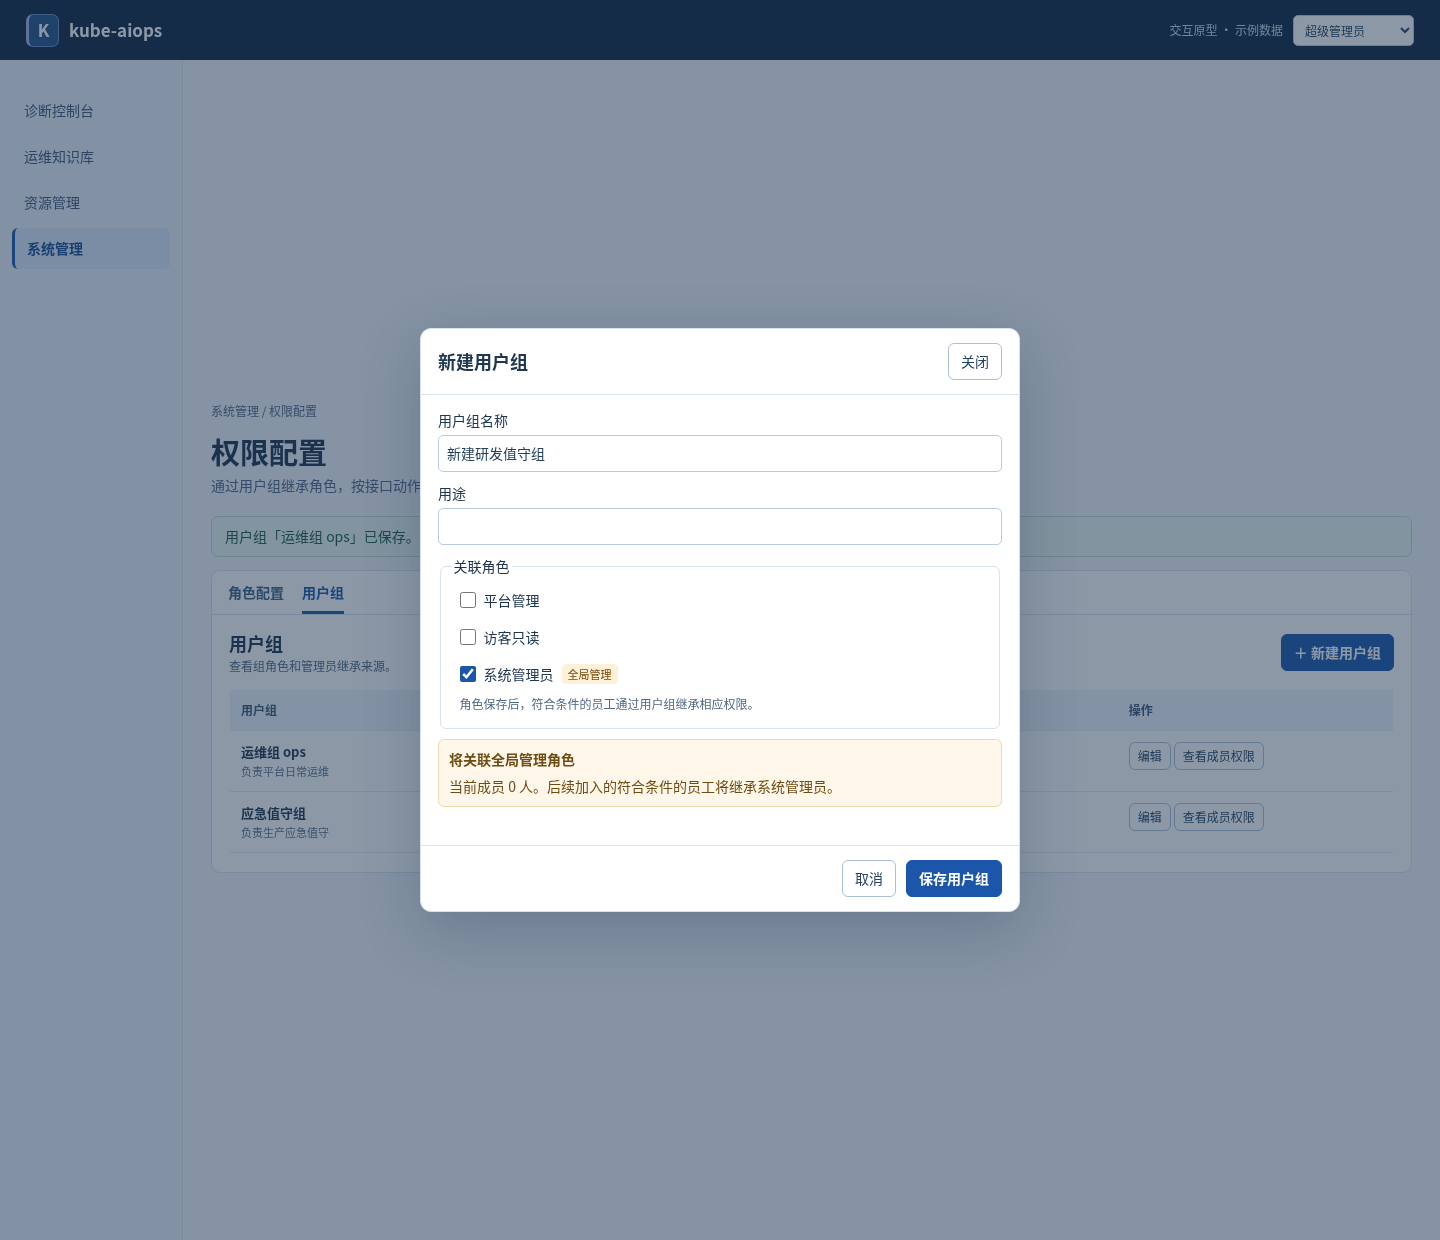 K kube-aiops
交互原型 · 示例数据 超级管理员
诊断控制台
运维知识库
资源管理
系统管理
系统管理 / 权限配置
权限配置
通过用户组继承角色，按接口动作
用户组「运维组 ops」已保存。
角色配置 用户组
用户组
查看组角色和管理员继承来源。
＋ 新建用户组
用户组 操作
运维组 ops
负责平台日常运维
编辑 查看成员权限
应急值守组
负责生产应急值守
编辑 查看成员权限
新建用户组 关闭
用户组名称
新建研发值守组
用途
关联角色
平台管理
访客只读
系统管理员 全局管理
角色保存后，符合条件的员工通过用户组继承相应权限。
将关联全局管理角色
当前成员 0 人。后续加入的符合条件的员工将继承系统管理员。
取消 保存用户组